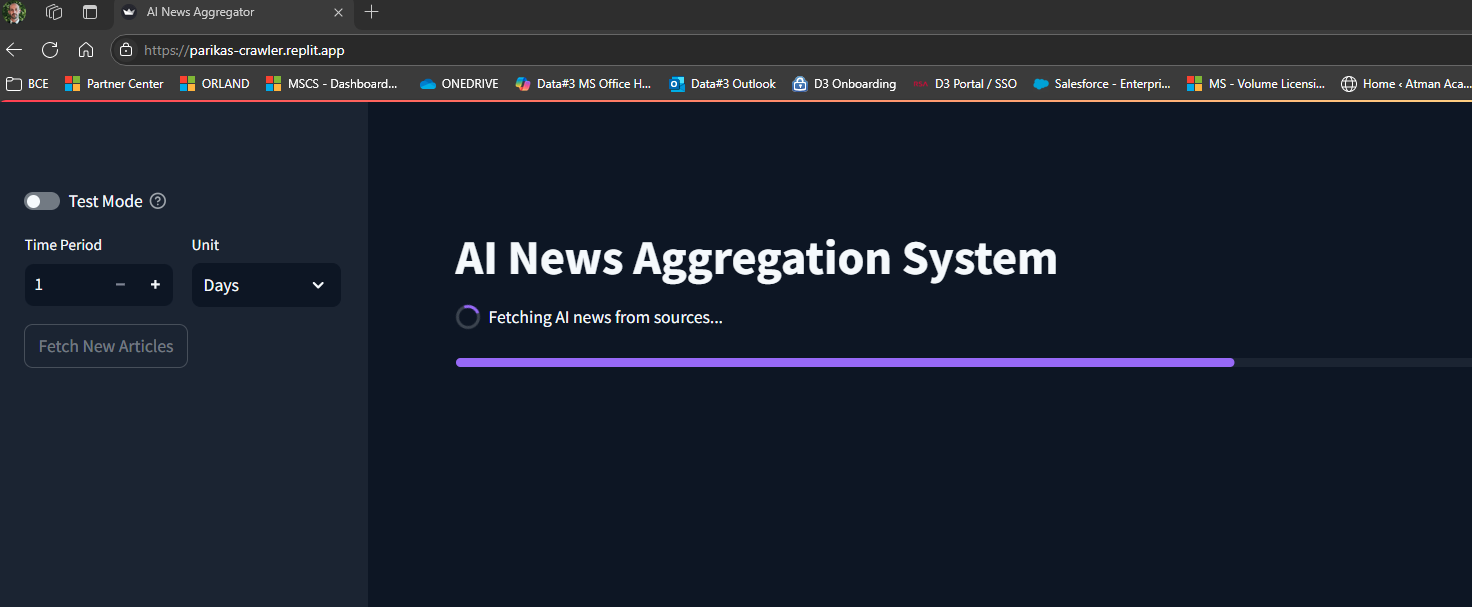 AI News Aggregator
https://parikas-crawler.replit.app
BCE Partner Center ORLAND MSCS - Dashboard... ONEDRIVE Data#3 MS Office H... Data#3 Outlook D3 Onboarding D3 Portal / SSO Salesforce - Enterpri... MS - Volume Licensi... Home ‹ Atman Aca...
Test Mode
Time Period Unit
1 Days
Fetch New Articles
AI News Aggregation System
Fetching AI news from sources...